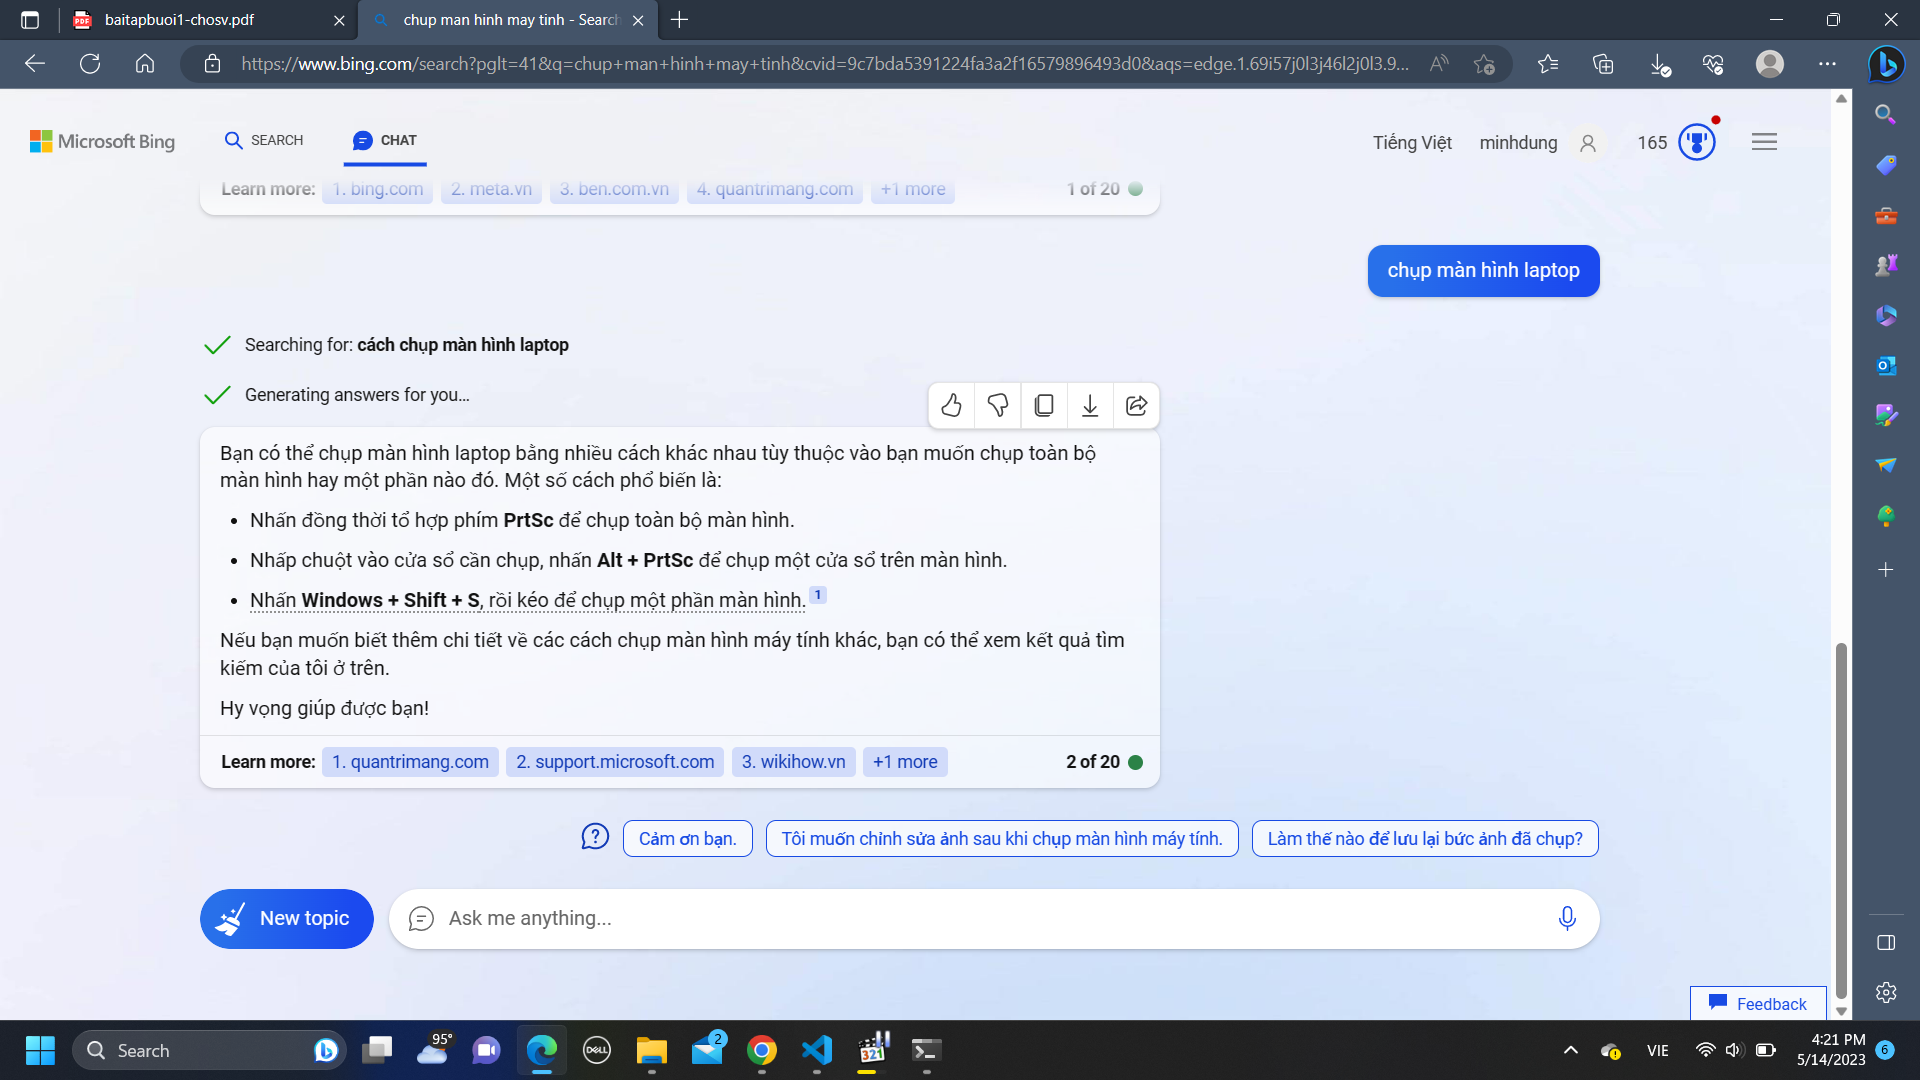 baitapbuoi1-chosv.pdf
chup man hinh may tinh - Search
https://www.bing.com/search?pglt=41&q=chup+man+hinh+may+tinh&cvid=9c7bda5391224fa3a2f16579896493d0&aqs=edge.1.69i57j0l3j46l2j0l3.9...
Microsoft Bing
SEARCH
CHAT
Tiếng Việt
minhdung
165
Learn more: 1. bing.com 2. meta.vn 3. ben.com.vn 4. quantrimang.com +1 more 1 of 20
chụp màn hình laptop
Searching for: cách chụp màn hình laptop
Generating answers for you…
Bạn có thể chụp màn hình laptop bằng nhiều cách khác nhau tùy thuộc vào bạn muốn chụp toàn bộ
màn hình hay một phần nào đó. Một số cách phổ biến là:
• Nhấn đồng thời tổ hợp phím PrtSc để chụp toàn bộ màn hình.
• Nhấp chuột vào cửa sổ cần chụp, nhấn Alt + PrtSc để chụp một cửa sổ trên màn hình.
• Nhấn Windows + Shift + S, rồi kéo để chụp một phần màn hình. 1
Nếu bạn muốn biết thêm chi tiết về các cách chụp màn hình máy tính khác, bạn có thể xem kết quả tìm
kiếm của tôi ở trên.
Hy vọng giúp được bạn!
Learn more: 1. quantrimang.com 2. support.microsoft.com 3. wikihow.vn +1 more 2 of 20
Cảm ơn bạn.
Tôi muốn chỉnh sửa ảnh sau khi chụp màn hình máy tính.
Làm thế nào để lưu lại bức ảnh đã chụp?
New topic
Ask me anything...
Feedback
Search
95°
DELL
2
321
VIE
4:21 PM
5/14/2023
6